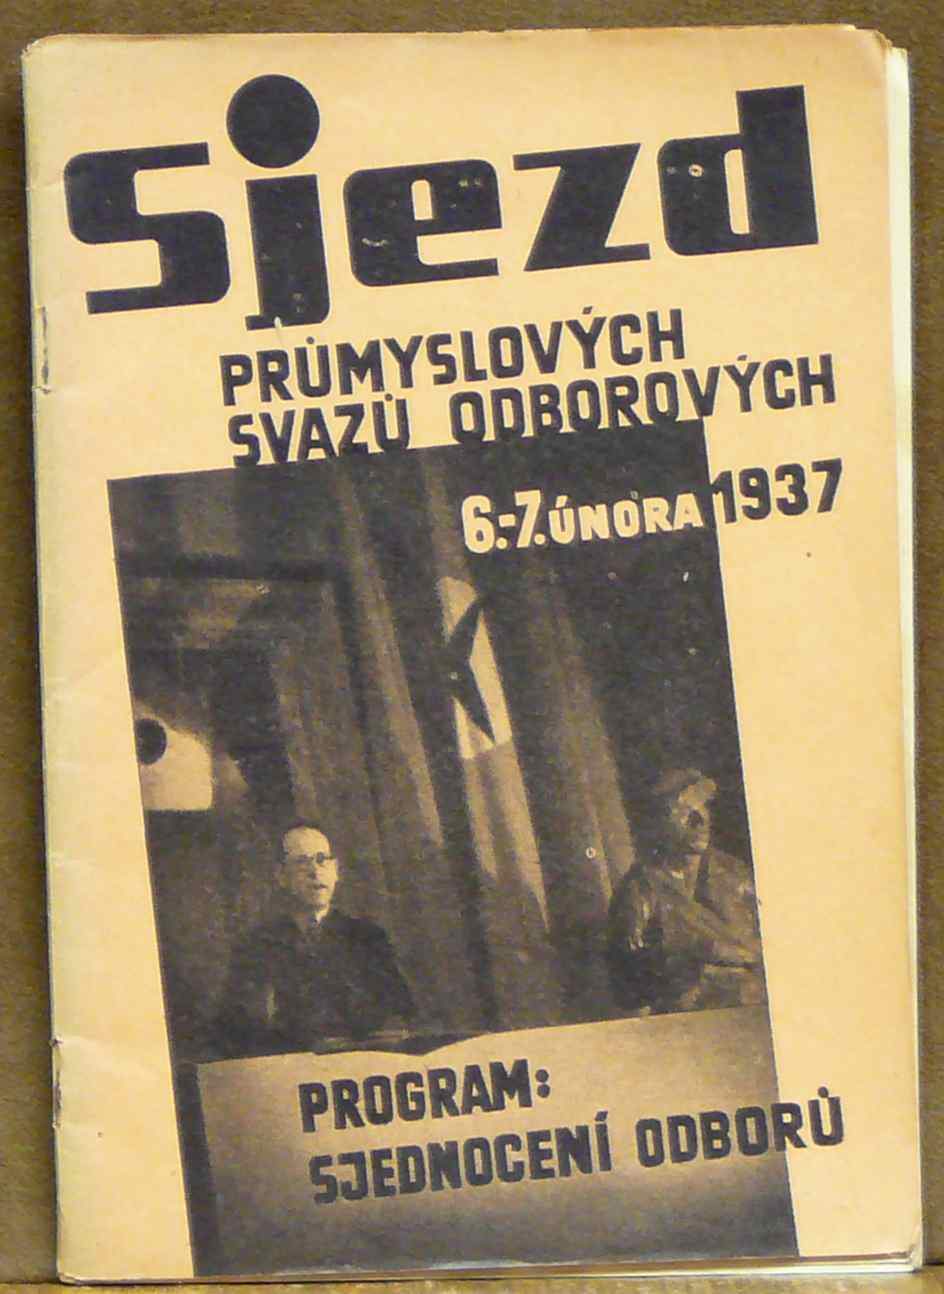 Sjezd
PRŮMYSLOVÝCH
SVAZŮ ODBOROVÝCH
6.-7. ÚNORA 1937
PROGRAM:
SJEDNOCENÍ ODBORŮ